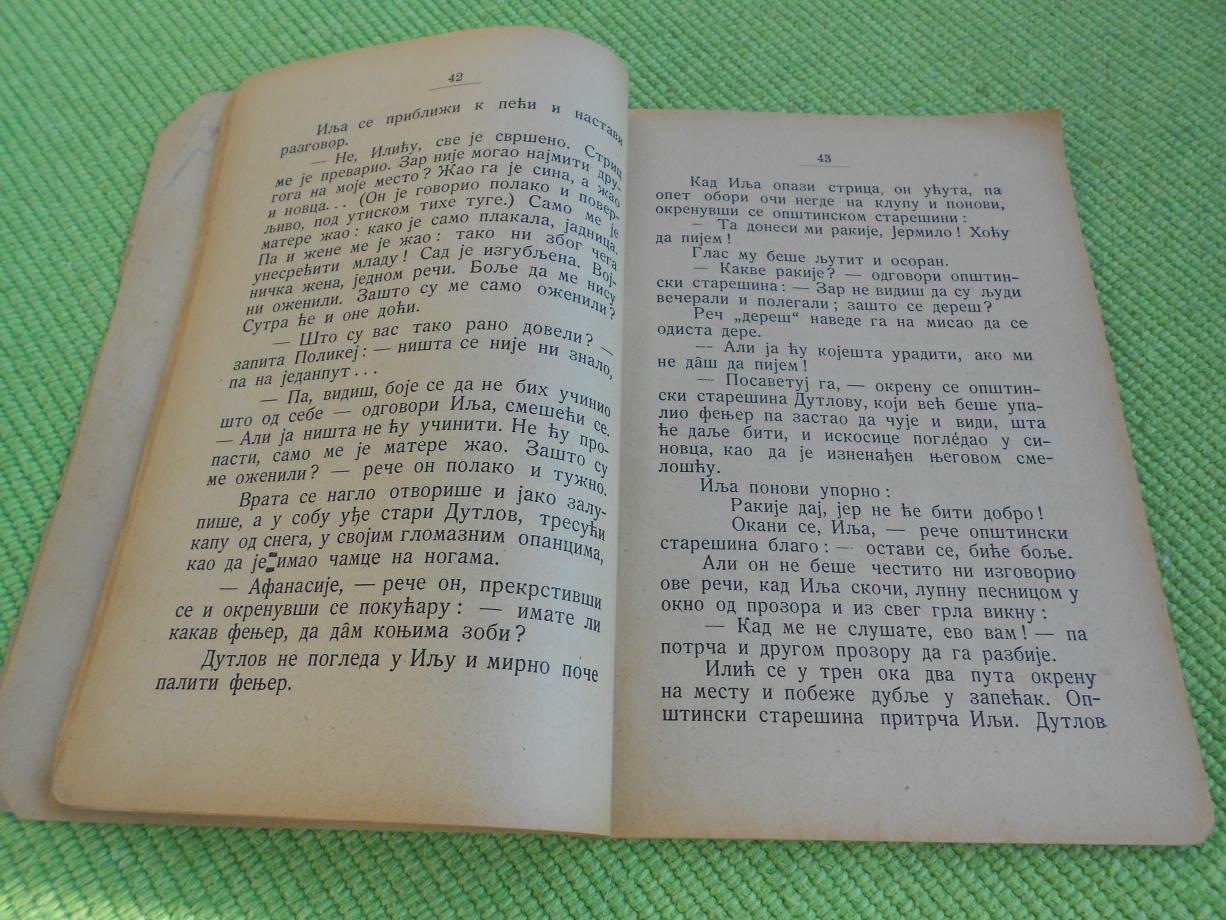 42
Иља се приближи к пећи и настави
разговор.
— Не, Илићу, све је свршено. Стриц
ме је преварио. Зар није могао најмити дру-
гога на моје место? Жао га је сина, а жао
и новца... (Он је говорио полако и повер-
љиво, под утиском тихе туге.) Само ме је
матере жао: како је само плакала, јадница.
Па и жене ме је жао: тако ни због чега
унесрећити младу! Сад је изгубљена. Вој-
ничка жена, једном речи. Боље да ме нису
ни оженили. Зашто су ме само оженили?
Сутра ће и оне доћи.
— Што су вас тако рано довели? —
запита Поликеј: — ништа се није ни знало,
па на једанпут...
— Па, видиш, боје се да не бих учинио
што од себе — одговори Иља, смешећи се.
— Али ја ништа не ћу учинити. Не ћу про-
пасти, само ме је матере жао. Зашто су
ме оженили? — рече он полако и тужно.
Врата се нагло отворише и јако залу-
пише, а у собу уђе стари Дутлов, тресући
капу од снега, у својим гломазним опанцима,
као да је имао чамце на ногама.
— Афанасије, — рече он, прекрстивши
се и окренувши се покућару: — имате ли
какав фењер, да да̂м коњима зоби?
Дутлов не погледа у Иљу и мирно поче
палити фењер.
43
Кад Иља опази стрица, он ућута, па
опет обори очи негде на клупу и понови,
окренувши се општинском старешини:
— Та донеси ми ракије, Јермило! Хоћу
да пијем!
Глас му беше љутит и осоран.
— Какве ракије? — одговори општин-
ски старешина: — Зар не видиш да су људи
вечерали и полегали; зашто се дереш?
Реч „дереш“ наведе га на мисао да се
одиста дере.
— Али ја ћу којешта урадити, ако ми
не да̂ш да пијем!
— Посаветуј га, — окрену се општин-
ски старешина Дутлову, који већ беше упа-
лио фењер па застао да чује и види, шта
ће даље бити, и искосице погле́дао у си-
новца, као да је изненађен његовом сме-
лошћу.
Иља понови упорно:
Ракије дај, јер не ће бити добро!
Окани се, Иља, — рече општински
старешина благо: — остави се, биће боље.
Али он не беше честито ни изговорио
ове речи, кад Иља скочи, лупну песницом у
окно од прозора и из свег грла викну:
— Кад ме не слушате, ево вам! — па
потрча и другом прозору да га разбије.
Илић се у трен ока два пута окрену
на месту и побеже дубље у запећак. Оп-
штински старешина притрча Иљи. Дутлов